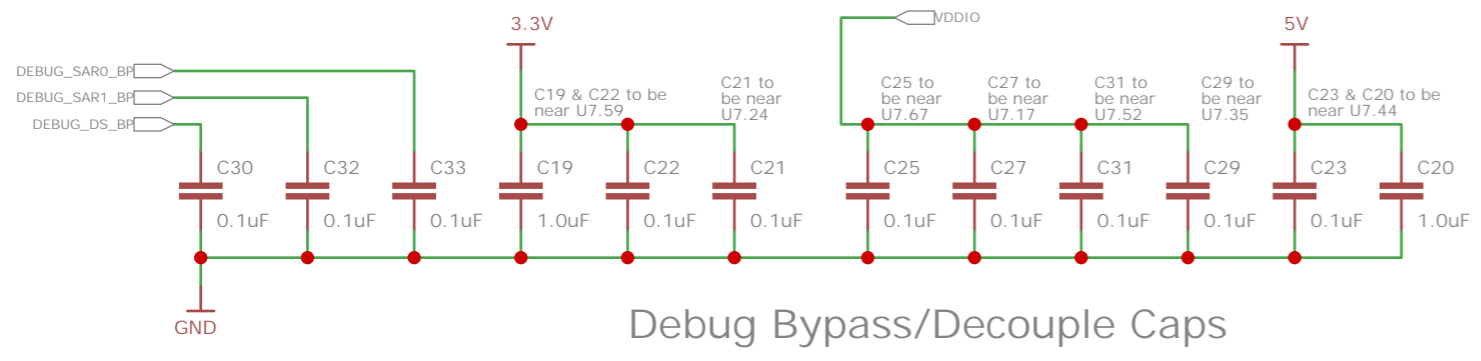 3.3V
VDDIO
5V
DEBUG_SAR0_BP
DEBUG_SAR1_BP
DEBUG_DS_BP
C19 & C22 to be
near U7.59
C21 to
be near
U7.24
C25 to
be near
U7.67
C27 to
be near
U7.17
C31 to
be near
U7.52
C29 to
be near
U7.35
C23 & C20 to be
near U7.44
C30
C32
C33
C19
C22
C21
C25
C27
C31
C29
C23
C20
0.1uF
0.1uF
0.1uF
1.0uF
0.1uF
0.1uF
0.1uF
0.1uF
0.1uF
0.1uF
0.1uF
1.0uF
GND
Debug Bypass/Decouple Caps